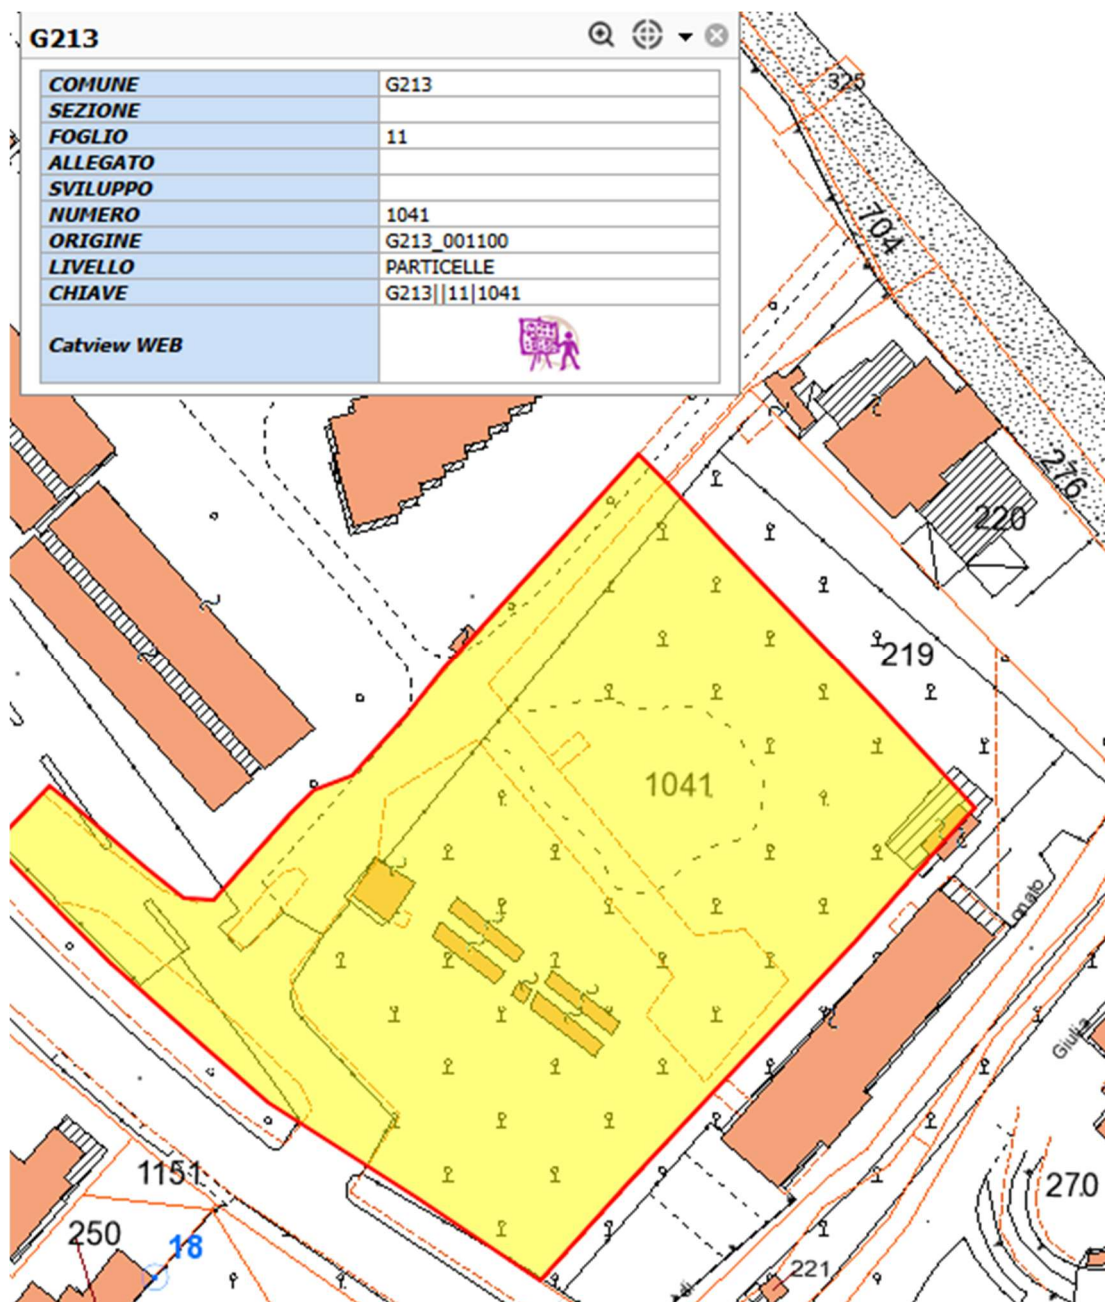 G213
COMUNE G213
SEZIONE
FOGLIO 11
ALLEGATO
SVILUPPO
NUMERO 1041
ORIGINE G213_001100
LIVELLO PARTICELLE
CHIAVE G213||11|1041
Catview WEB
325
704
276
220
219
1041
Giulia
1151
270
250
18
221